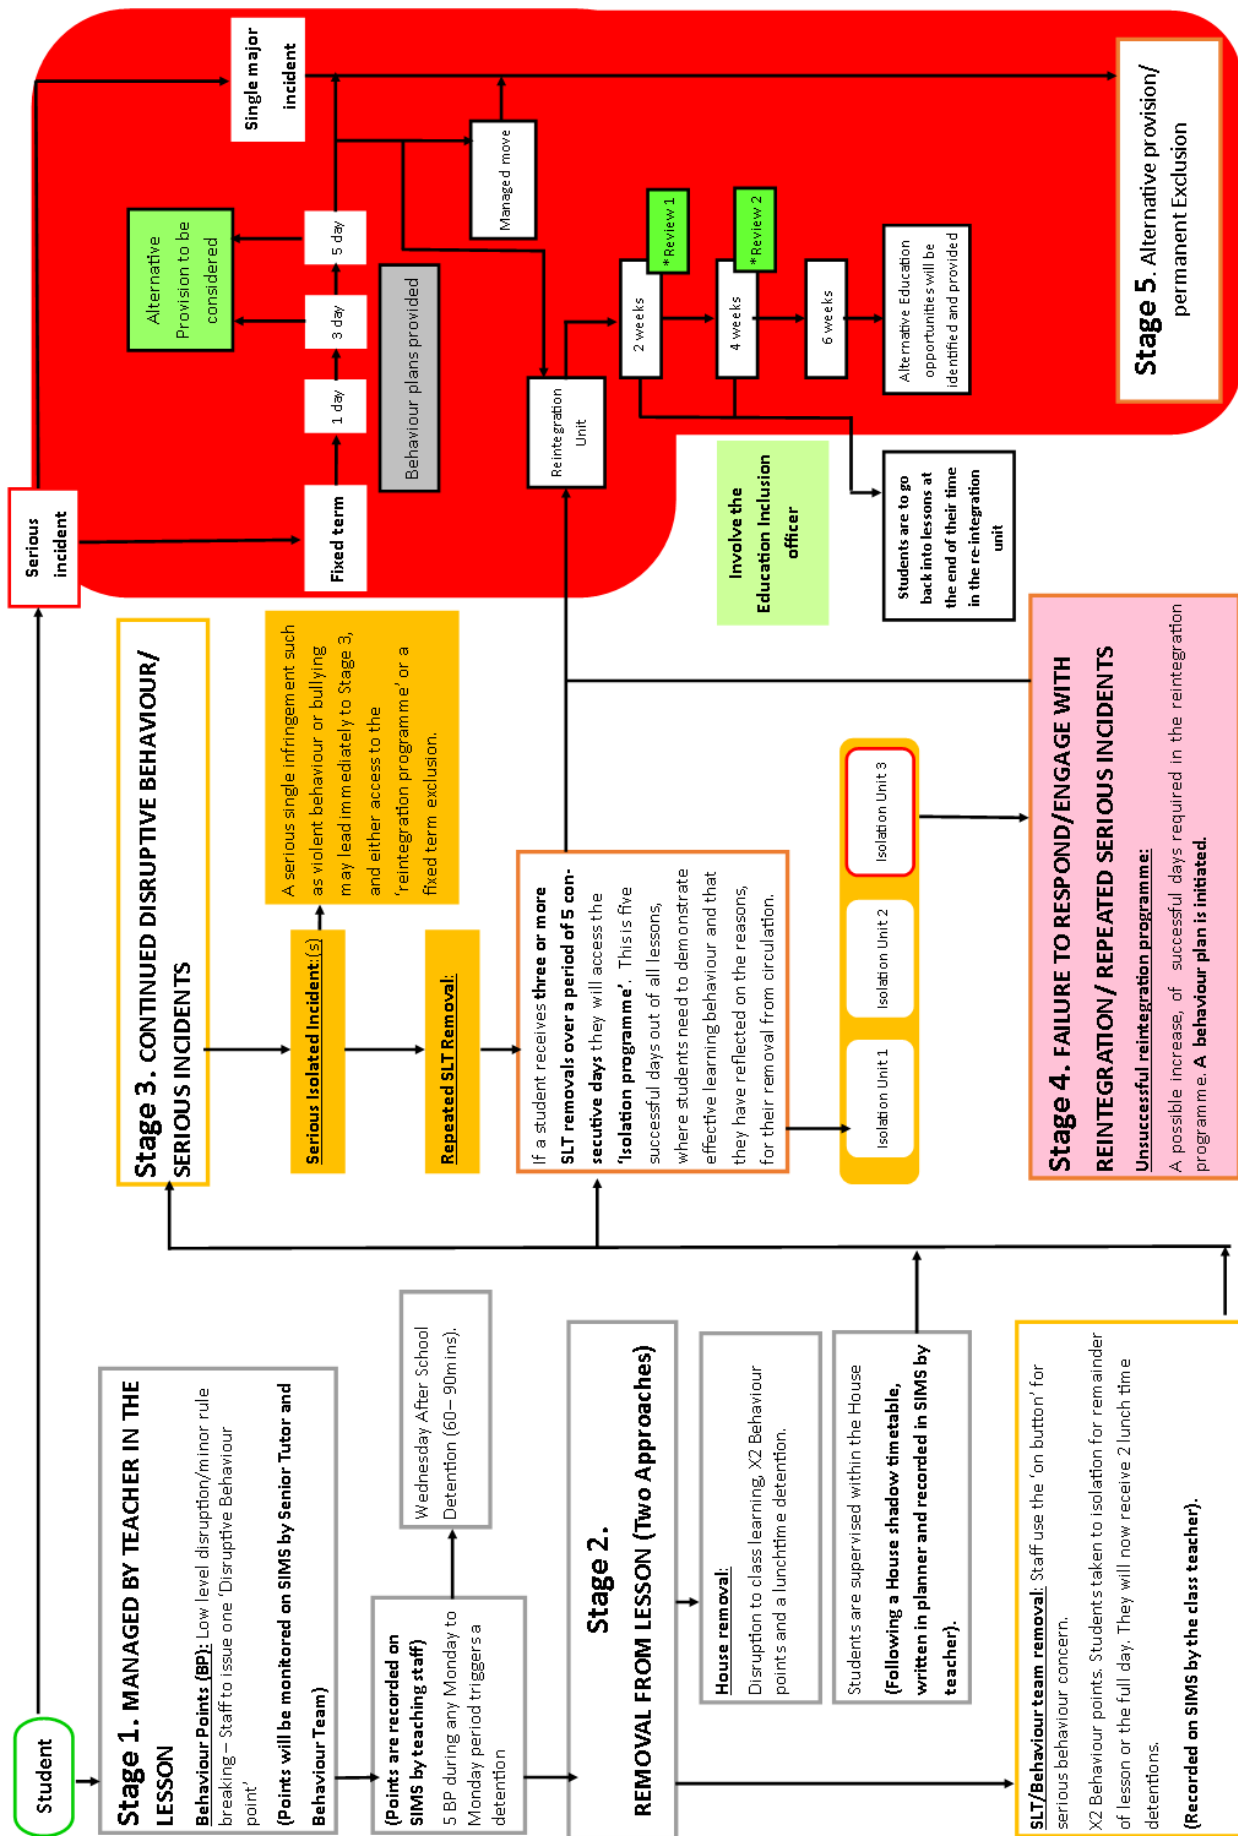 Student
Stage 1. MANAGED BY TEACHER IN THE
LESSON
Behaviour Points (BP): Low level disruption/minor rule
breaking – Staff to issue one 'Disruptive Behaviour
point'
(Points will be monitored on SIMS by Senior Tutor and
Behaviour Team)
(Points are recorded on
SIMS by teaching staff)
5 BP during any Monday to
Monday period triggers a
detention
Wednesday After School
Detention (60– 90mins).
Stage 2.
REMOVAL FROM LESSON (Two Approaches)
House removal:
Disruption to class learning, X2 Behaviour
points and a lunchtime detention.
Students are supervised within the House
(Following a House shadow timetable,
written in planner and recorded in SIMS by
teacher).
SLT/Behaviour team removal: Staff use the 'on button' for
serious behaviour concern.
X2 Behaviour points. Students taken to isolation for remainder
of lesson or the full day. They will now receive 2 lunch time
detentions.
(Recorded on SIMS by the class teacher).
Stage 3. CONTINUED DISRUPTIVE BEHAVIOUR/
SERIOUS INCIDENTS
Serious Isolated Incident:(s)
A serious single infringement such
as violent behaviour or bullying
may lead immediately to Stage 3,
and either access to the
'reintegration programme' or a
fixed term exclusion.
Repeated SLT Removal:
If a student receives three or more
SLT removals over a period of 5 con-
secutive days they will access the
'Isolation programme'. This is five
successful days out of all lessons,
where students need to demonstrate
effective learning behaviour and that
they have reflected on the reasons,
for their removal from circulation.
Isolation Unit 1
Isolation Unit 2
Isolation Unit 3
Stage 4. FAILURE TO RESPOND/ENGAGE WITH
REINTEGRATION/ REPEATED SERIOUS INCIDENTS
Unsuccessful reintegration programme:
A possible increase, of successful days required in the reintegration
programme. A behaviour plan is initiated.
Serious
incident
Fixed term
1 day
3 day
5 day
Alternative
Provision to be
considered
Behaviour plans provided
Single major
incident
Managed move
Reintegration
Unit
2 weeks
*Review 1
4 weeks
*Review 2
6 weeks
Alternative Education
opportunities will be
identified and provided
Involve the
Education Inclusion
officer
Students are to go
back into lessons at
the end of their time
in the re-integration
unit
Stage 5. Alternative provision/
permanent Exclusion